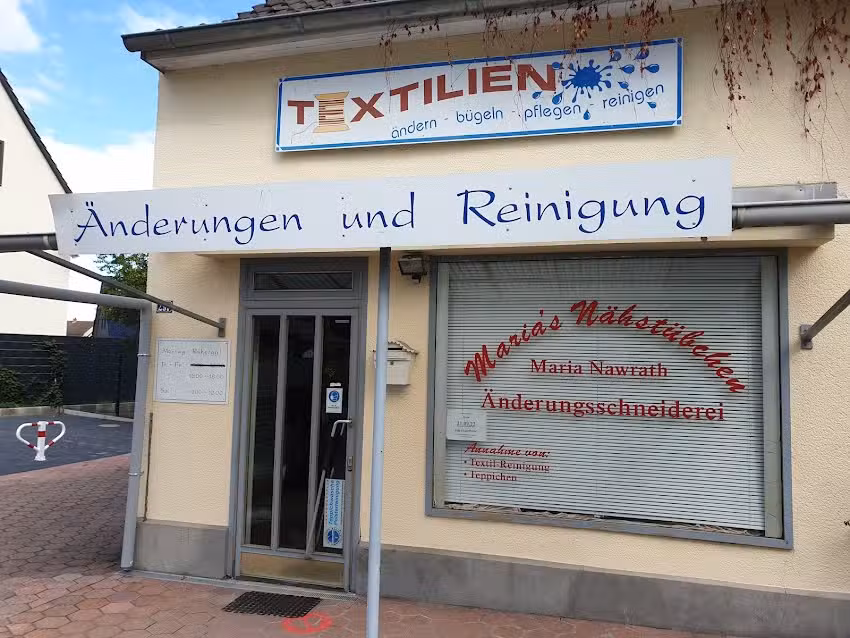 TEXTILIEN
ändern - bügeln - pflegen - reinigen
Änderungen und Reinigung
Maria's Nähstübchen
Maria Nawrath
Änderungsschneiderei
Annahme von:
• Textil-Reinigung
• Teppichen